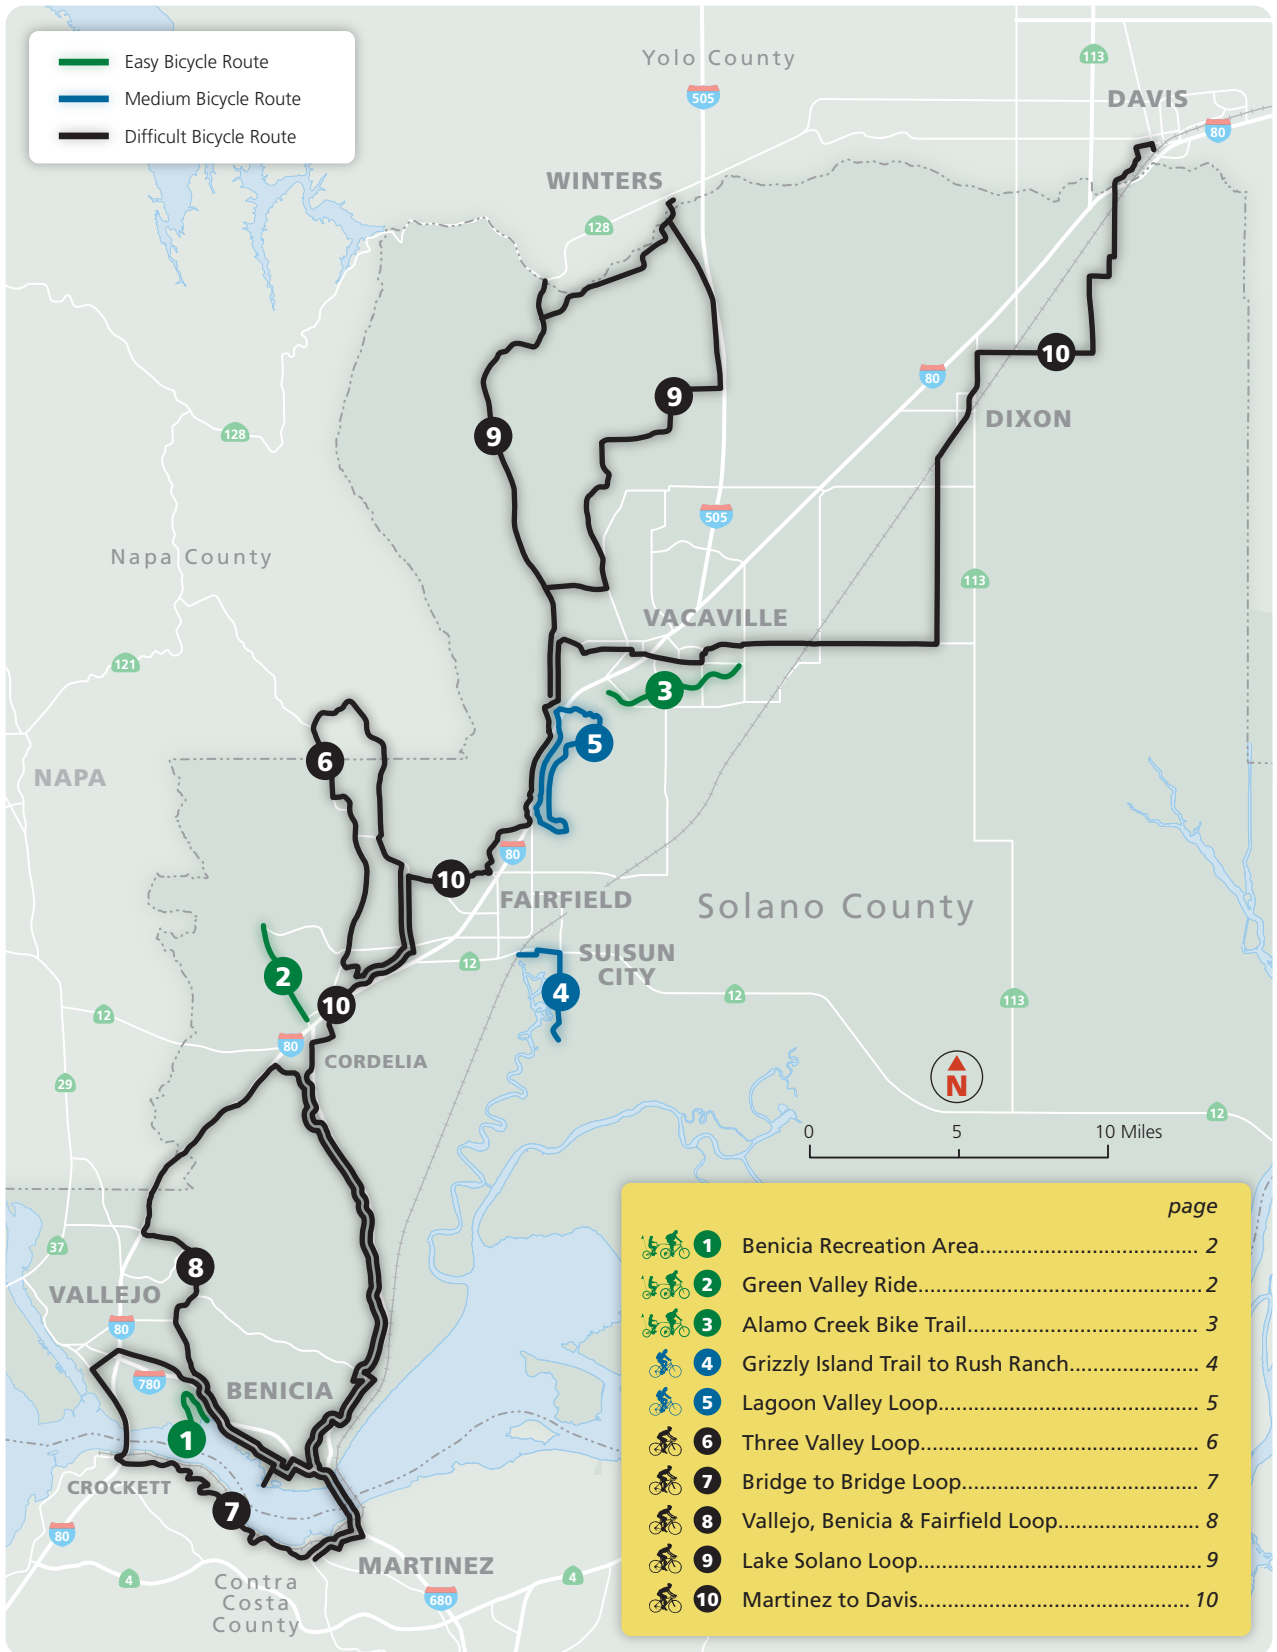 Easy Bicycle Route
Medium Bicycle Route
Difficult Bicycle Route
Yolo County
113
505
DAVIS
80
WINTERS
128
10
80
9
DIXON
9
128
505
Napa County
113
VACAVILLE
121
3
5
6
NAPA
80
10
FAIRFIELD
Solano County
SUISUN
CITY
12
2
4
12
113
10
12
80
CORDELIA
29
N
12
0 5 10 Miles
37
8
VALLEJO
80
780
BENICIA
1
CROCKETT
7
80
MARTINEZ
4
Contra
Costa
County
4
680
page
1 Benicia Recreation Area.................................... 2
2 Green Valley Ride............................................... 2
3 Alamo Creek Bike Trail...................................... 3
4 Grizzly Island Trail to Rush Ranch..................... 4
5 Lagoon Valley Loop........................................... 5
6 Three Valley Loop.............................................. 6
7 Bridge to Bridge Loop....................................... 7
8 Vallejo, Benicia & Fairfield Loop....................... 8
9 Lake Solano Loop............................................... 9
10 Martinez to Davis............................................. 10